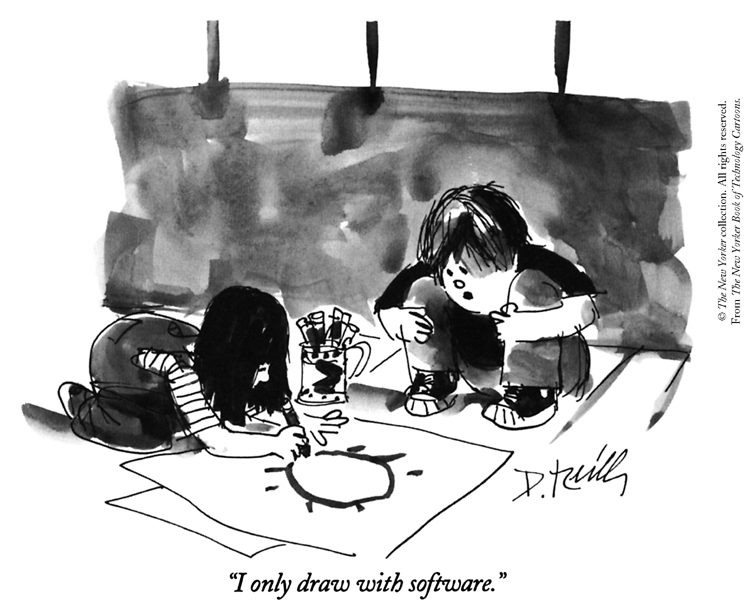 © The New Yorker collection. All rights reserved.
From The New Yorker Book of Technology Cartoons.
D. Reilly
“I only draw with software.”